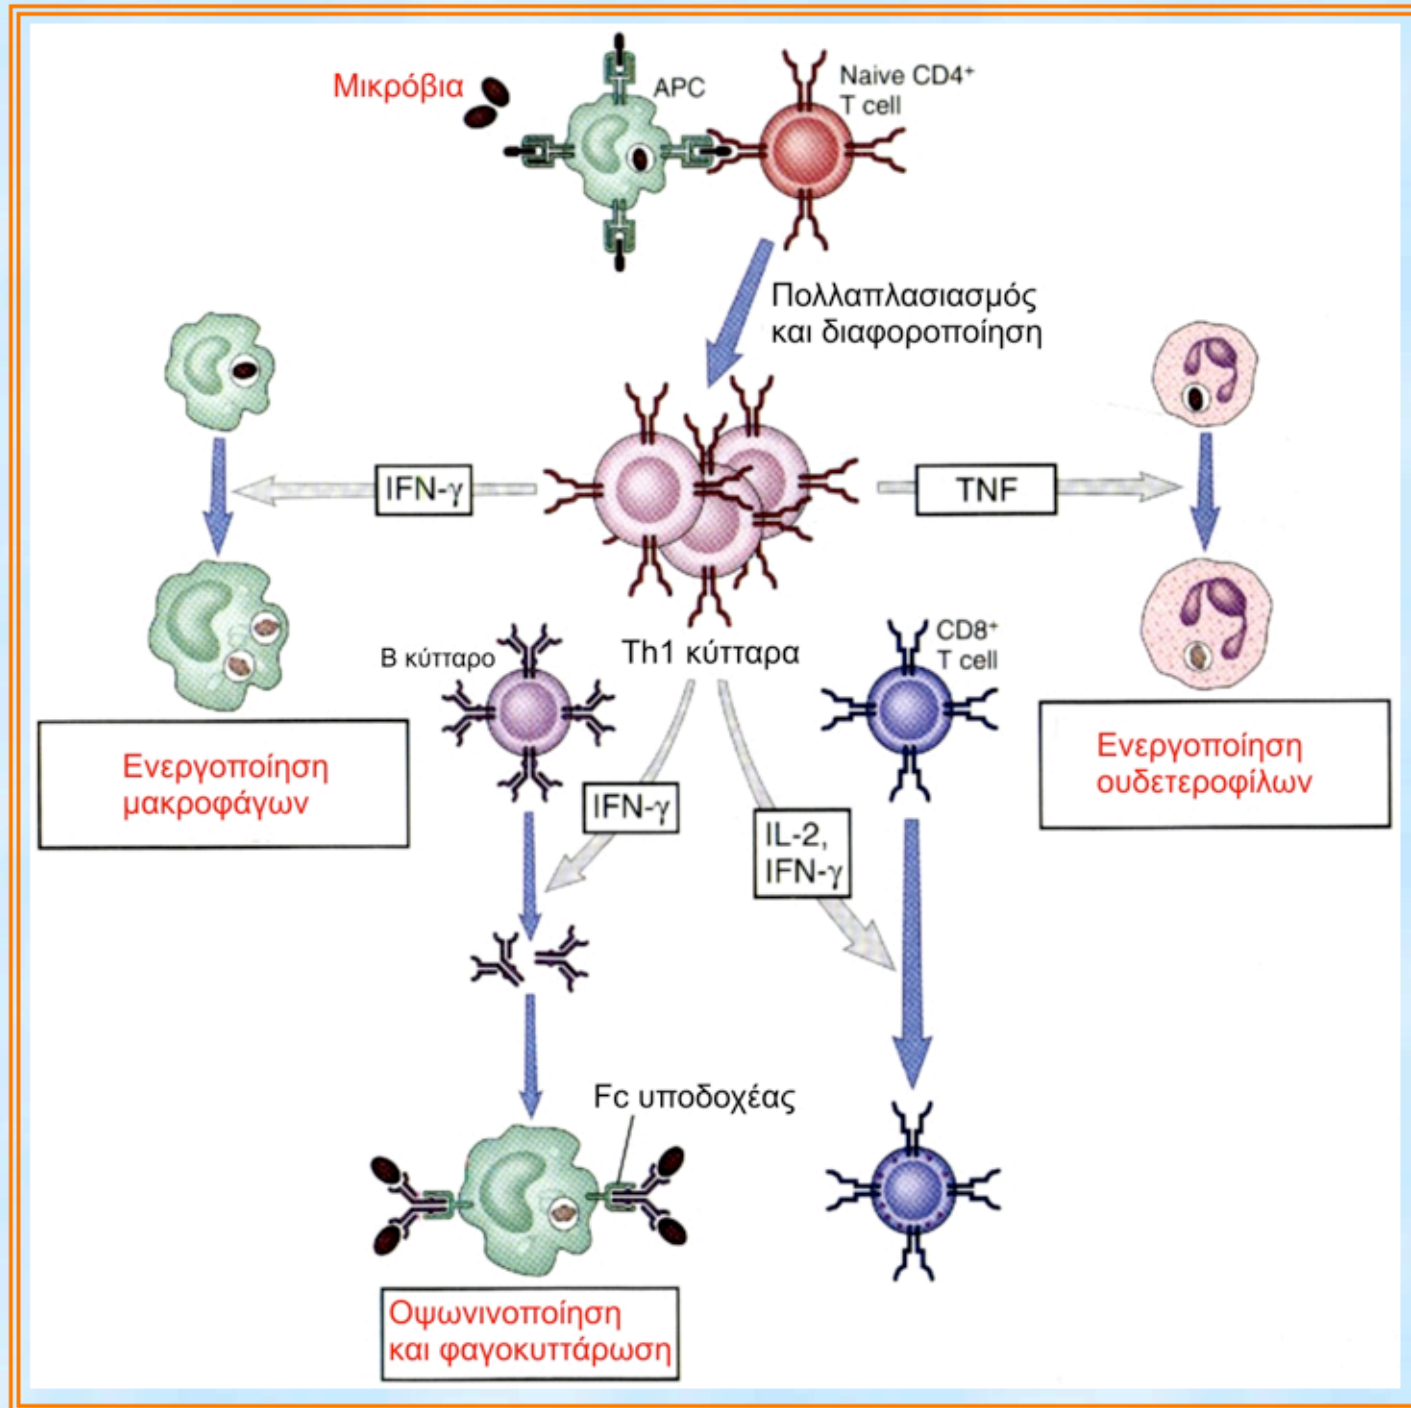 Μικρόβια
APC
Naive CD4⁺
T cell
Πολλαπλασιασμός
και διαφοροποίηση
IFN-γ
TNF
Β κύτταρο
Th1 κύτταρα
CD8⁺
T cell
Ενεργοποίηση
μακροφάγων
Ενεργοποίηση
ουδετεροφίλων
IFN-γ
IL-2,
IFN-γ
Fc υποδοχέας
Οψωνινοποίηση
και φαγοκυττάρωση